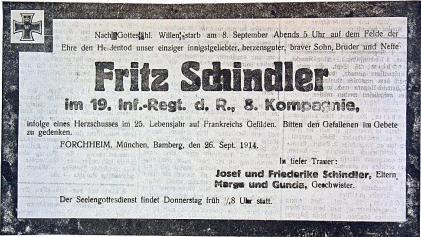 Nach Gottes hl. Willen starb am 8. September Abends 5 Uhr auf dem Felde der
Ehre den Heldentod unser einziger innigstgeliebter, herzensguter, braver Sohn, Bruder und Neffe
Fritz Schindler
im 19. Inf.-Regt. d. R., 8. Kompagnie,
infolge eines Herzschusses im 25. Lebensjahr auf Frankreichs Gefilden. Bitten den Gefallenen im Gebete
zu gedenken.
FORCHHEIM, München, Bamberg, den 26. Sept. 1914.
In tiefer Trauer:
Josef und Friederike Schindler, Eltern
Marga und Gunda, Geschwister.
Der Seelengottesdienst findet Donnerstag früh ½8 Uhr statt.